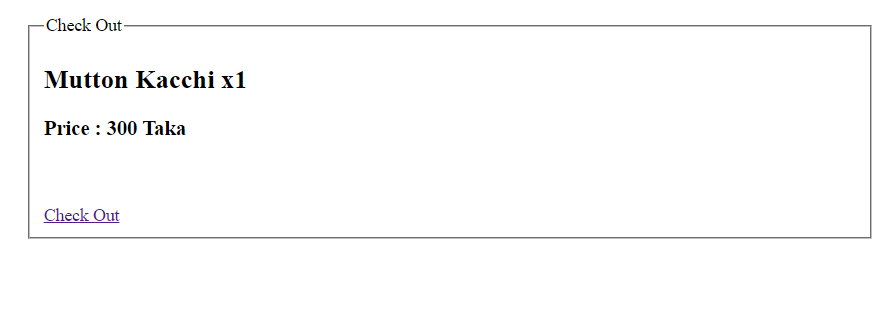 Check Out
Mutton Kacchi x1
Price : 300 Taka
Check Out